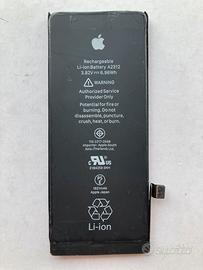 Rechargeable
Li-ion Battery A2312
3.82V ⎓ 6.96Wh
WARNING
Authorized Service
Provider Only
Potential for fire or
burning. Do not
disassemble, puncture,
crush, heat, or burn.
Apple Japan
Li-ion
subito